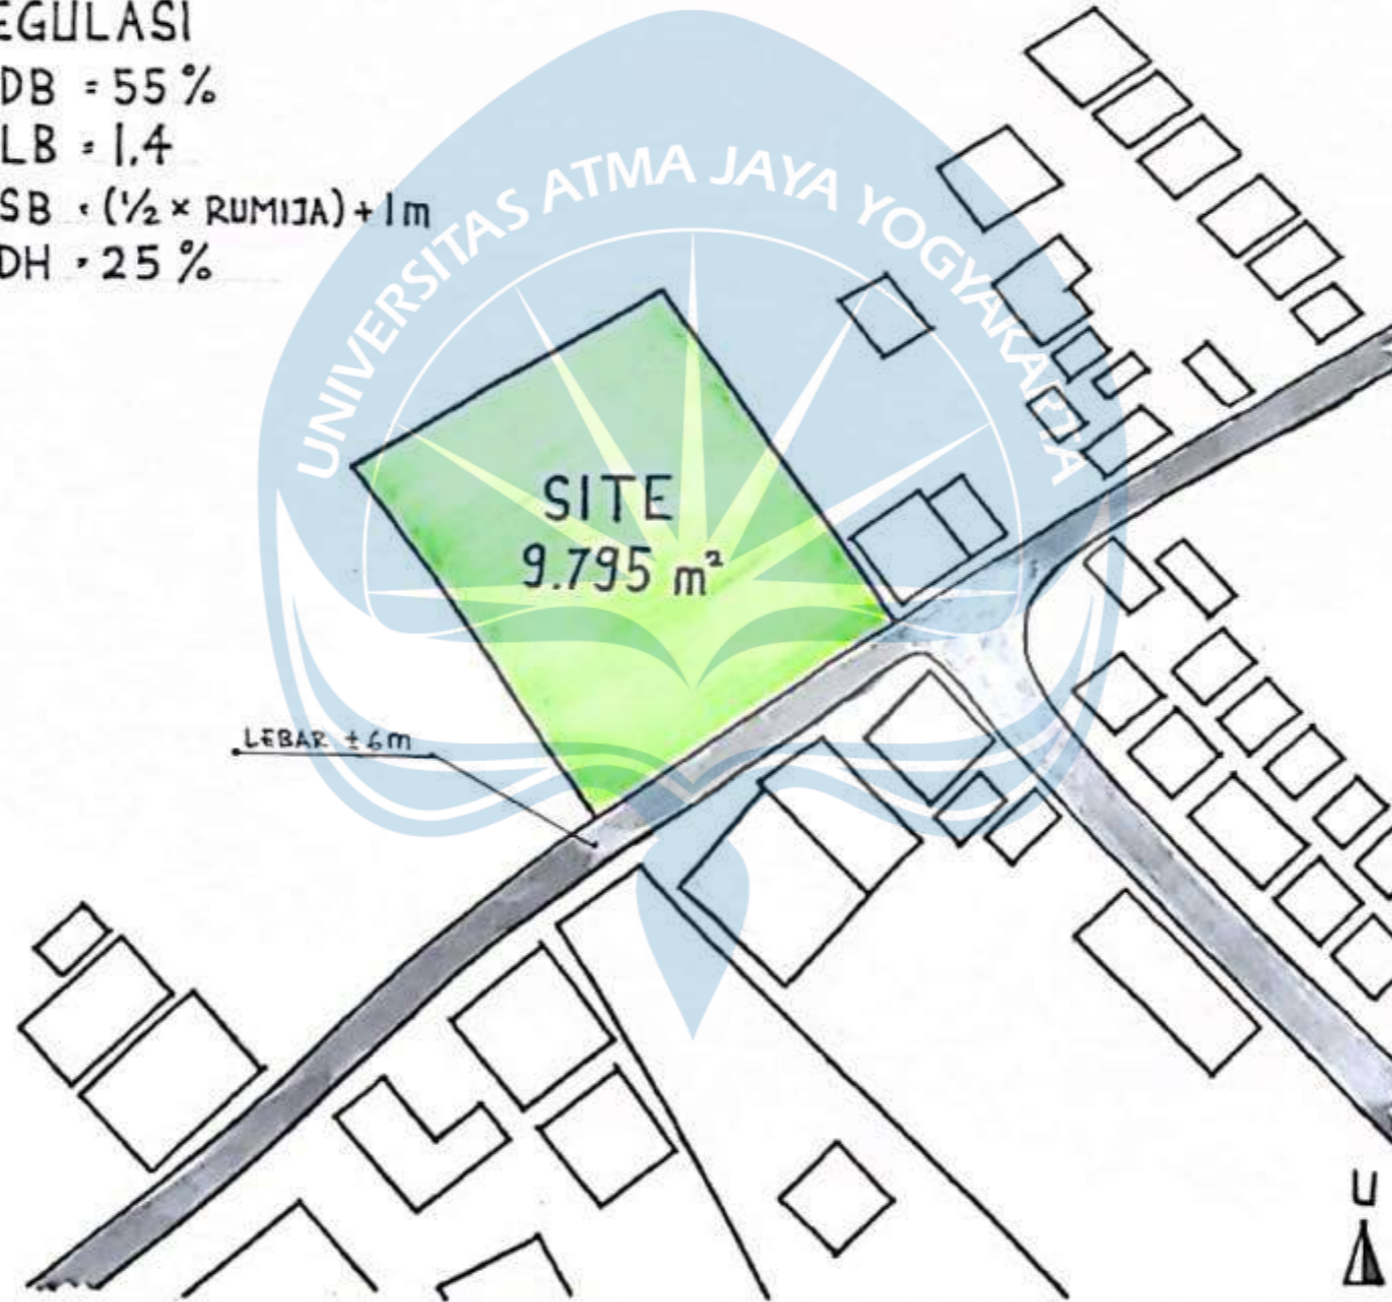 EGULASI
DB = 55 %
LB = 1,4
SB = (½ × RUMIJA) + 1m
DH = 25 %
UNIVERSITAS ATMA JAYA YOGYAKARTA
SITE
9.795 m²
LEBAR ± 6m
U